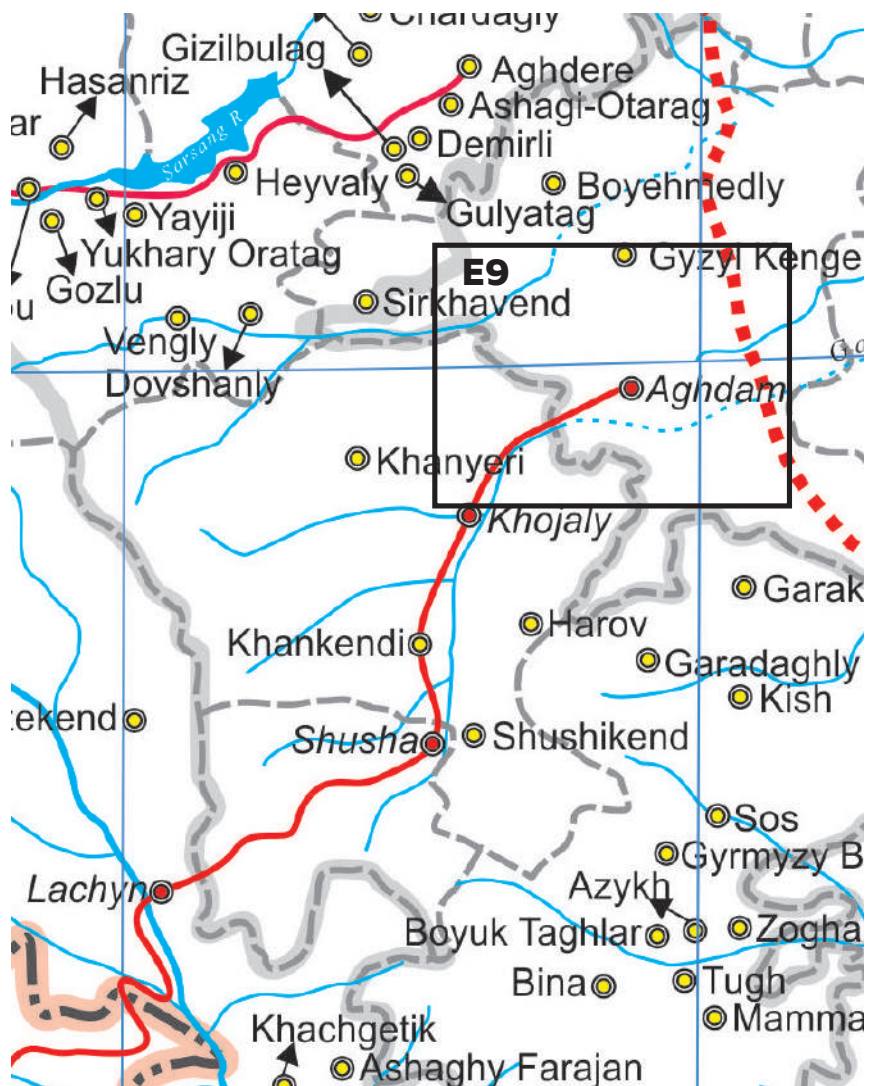 Chardagly
Gizilbulag
Aghdere
Hasanriz
Ashagi-Otarag
ar
Sarsang R
Demirli
Heyvaly
Boyehmedly
Gulyatag
Yayiji
Yukhary Oratag
Gyzyl Kenge
E9
Gozlu
Sirkhavend
Vengly
Dovshanly
Aghdam
Khanyeri
Khojaly
Garak
Harov
Khankendi
Garadaghly
Kish
zekend
Shusha
Shushikend
Sos
Gyrmyzy B
Lachyn
Azykh
Boyuk Taghlar
Zogha
Bina
Tugh
Mamma
Khachgetik
Ashaghy Farajan